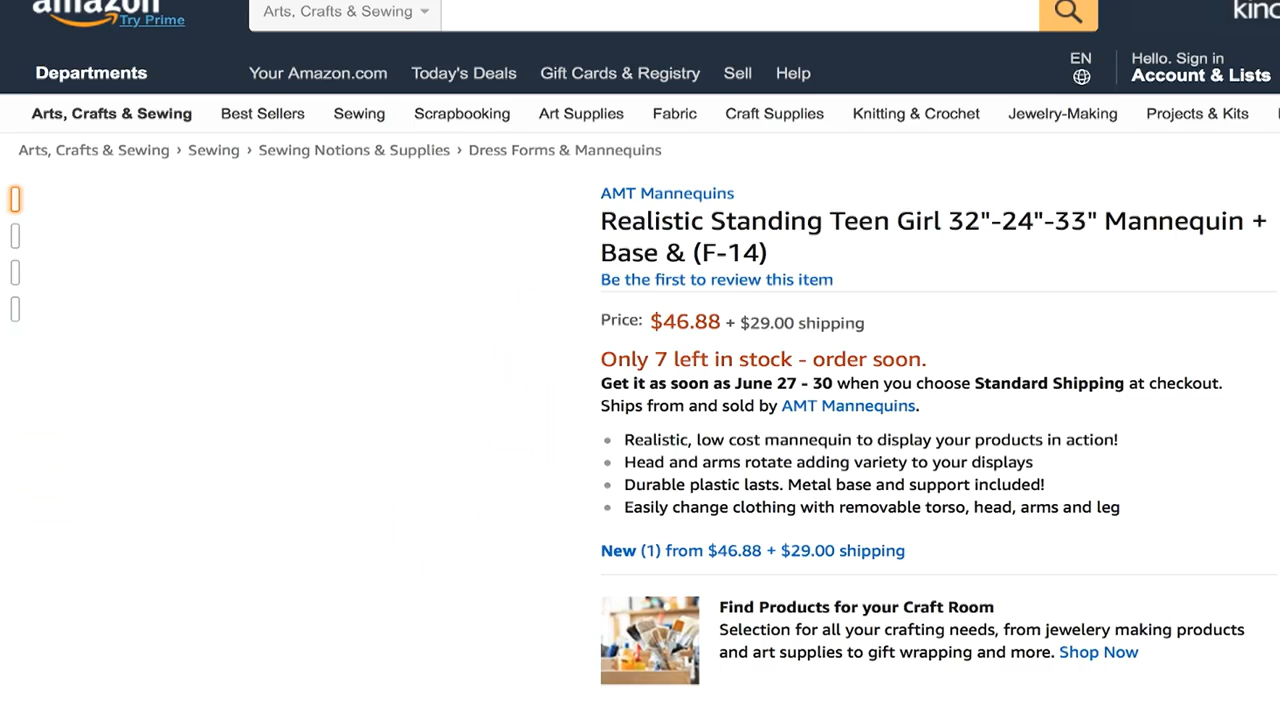 amazon
Try Prime
Arts, Crafts & Sewing
Departments
Your Amazon.com Today's Deals Gift Cards & Registry Sell Help
EN
Hello. Sign in
Account & Lists
Arts, Crafts & Sewing Best Sellers Sewing Scrapbooking Art Supplies Fabric Craft Supplies Knitting & Crochet Jewelry-Making Projects & Kits
Arts, Crafts & Sewing › Sewing › Sewing Notions & Supplies › Dress Forms & Mannequins
AMT Mannequins
Realistic Standing Teen Girl 32"-24"-33" Mannequin +
Base & (F-14)
Be the first to review this item
Price: $46.88 + $29.00 shipping
Only 7 left in stock - order soon.
Get it as soon as June 27 - 30 when you choose Standard Shipping at checkout.
Ships from and sold by AMT Mannequins.
Realistic, low cost mannequin to display your products in action!
Head and arms rotate adding variety to your displays
Durable plastic lasts. Metal base and support included!
Easily change clothing with removable torso, head, arms and leg
New (1) from $46.88 + $29.00 shipping
Find Products for your Craft Room
Selection for all your crafting needs, from jewelery making products
and art supplies to gift wrapping and more. Shop Now